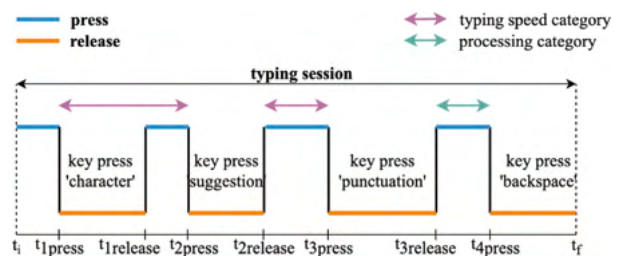 press
release
typing speed category
processing category
typing session
key press 'character'
key press 'suggestion'
key press 'punctuation'
key press 'backspace'
ti t1press t1release t2press t2release t3press t3release t4press tf